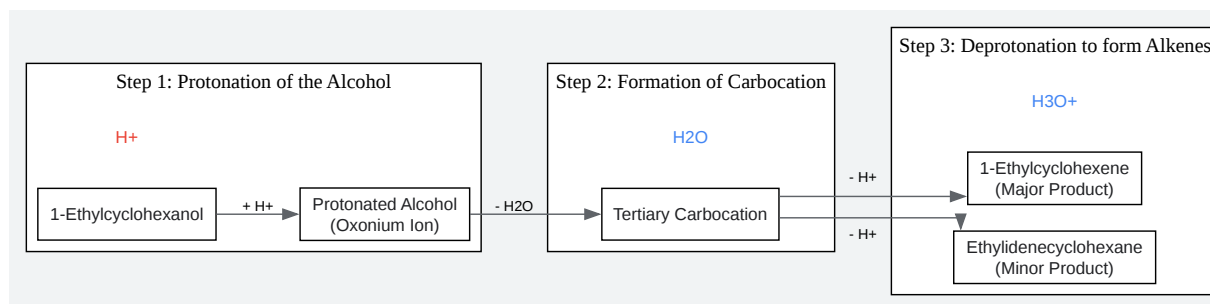 Step 1: Protonation of the Alcohol
H+
1-Ethylcyclohexanol
+ H+
Protonated Alcohol
(Oxonium Ion)
- H2O
Step 2: Formation of Carbocation
H2O
Tertiary Carbocation
- H+
- H+
Step 3: Deprotonation to form Alkenes
H3O+
1-Ethylcyclohexene
(Major Product)
Ethylidenecyclohexane
(Minor Product)